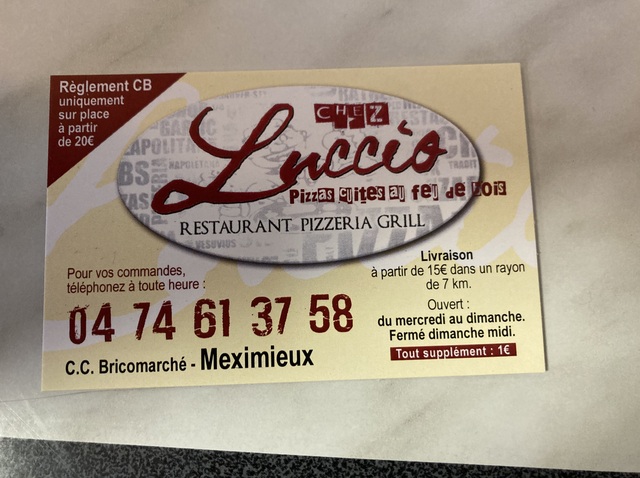 Règlement CB
uniquement
sur place
à partir
de 20€
CHEZ
Luccio
Pizzas cuites au feu de bois
RESTAURANT PIZZERIA GRILL
VESUVIOS
Pour vos commandes,
téléphonez à toute heure :
04 74 61 37 58
C.C. Bricomarché - Meximieux
Livraison
à partir de 15€ dans un rayon
de 7 km.
Ouvert :
du mercredi au dimanche.
Fermé dimanche midi.
Tout supplément : 1€